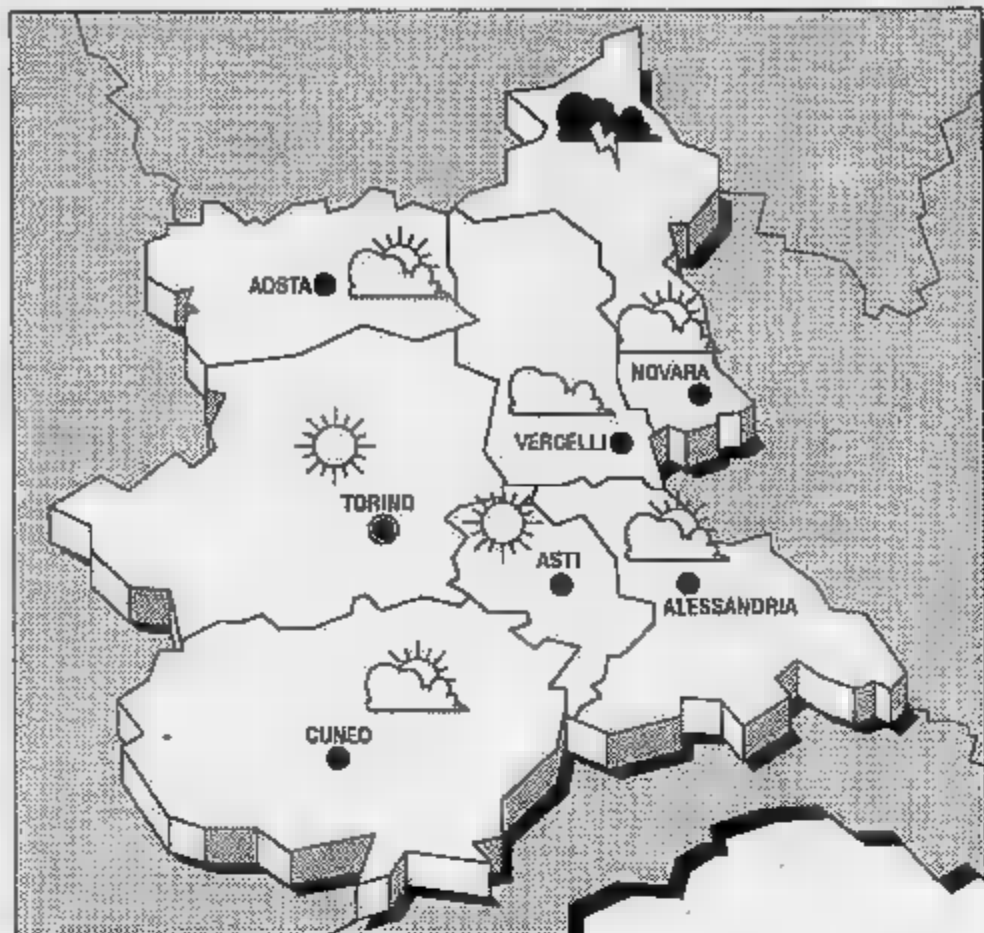 AOSTA
NOVARA
VERCELLI
TORINO
ASTI
ALESSANDRIA
CUNEO